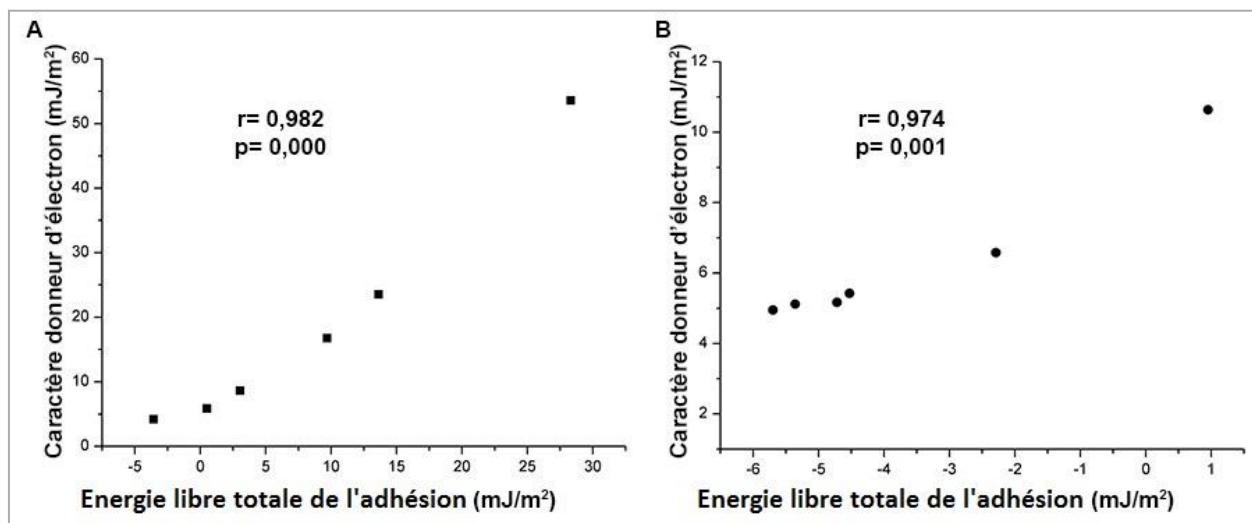 A
Caractère donneur d'électron (mJ/m²)
60
50
40
30
20
10
0
r= 0,982
p= 0,000
-5 0 5 10 15 20 25 30
Energie libre totale de l'adhésion (mJ/m²)
B
Caractère donneur d'électron (mJ/m²)
12
10
8
6
4
2
r= 0,974
p= 0,001
-6 -5 -4 -3 -2 -1 0 1
Energie libre totale de l'adhésion (mJ/m²)